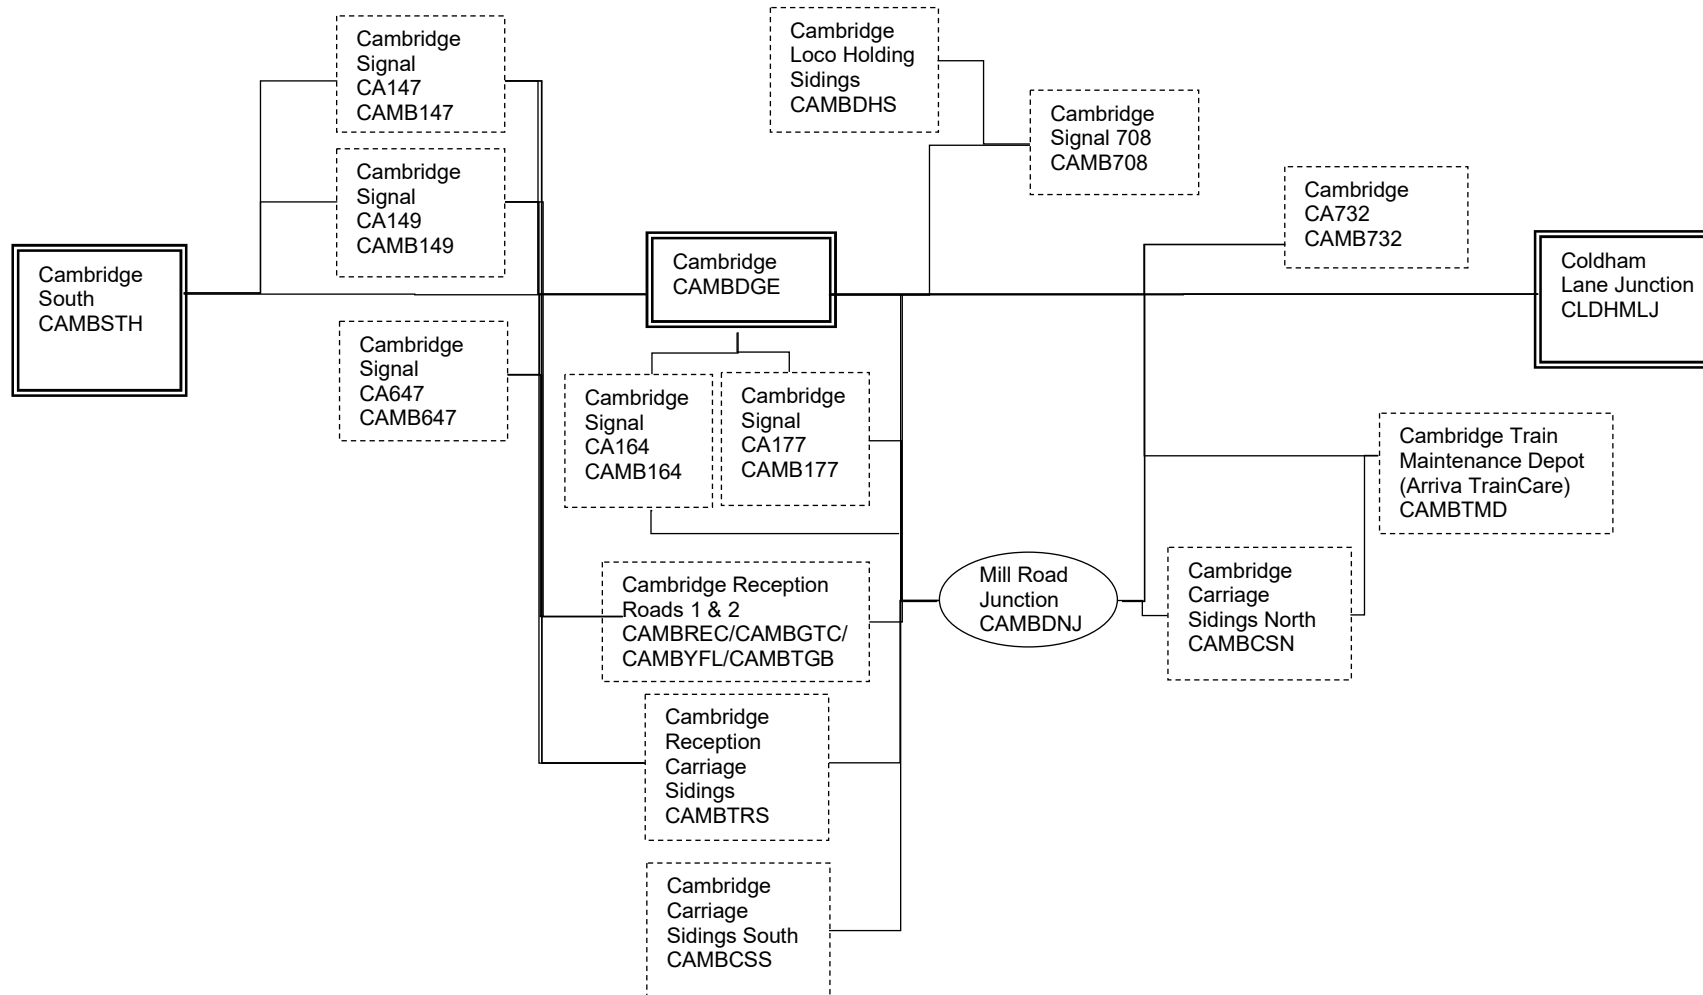 Cambridge
Signal
CA147
CAMB147
Cambridge
Loco Holding
Sidings
CAMBDHS
Cambridge
Signal 708
CAMB708
Cambridge
Signal
CA149
CAMB149
Cambridge
CA732
CAMB732
Cambridge
South
CAMBSTH
Cambridge
CAMBDGE
Coldham
Lane Junction
CLDHMLJ
Cambridge
Signal
CA647
CAMB647
Cambridge
Signal
CA164
CAMB164
Cambridge
Signal
CA177
CAMB177
Cambridge Train
Maintenance Depot
(Arriva TrainCare)
CAMBTMD
Cambridge Reception
Roads 1 & 2
CAMBREC/CAMBGTC/
CAMBYFL/CAMBTGB
Mill Road
Junction
CAMBDNJ
Cambridge
Carriage
Sidings North
CAMBCSN
Cambridge
Reception
Carriage
Sidings
CAMBTRS
Cambridge
Carriage
Sidings South
CAMBCSS